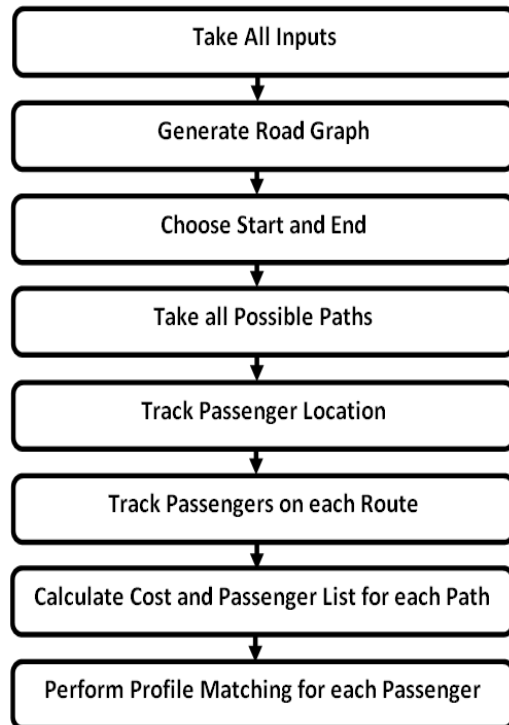 Take All Inputs
Generate Road Graph
Choose Start and End
Take all Possible Paths
Track Passenger Location
Track Passengers on each Route
Calculate Cost and Passenger List for each Path
Perform Profile Matching for each Passenger